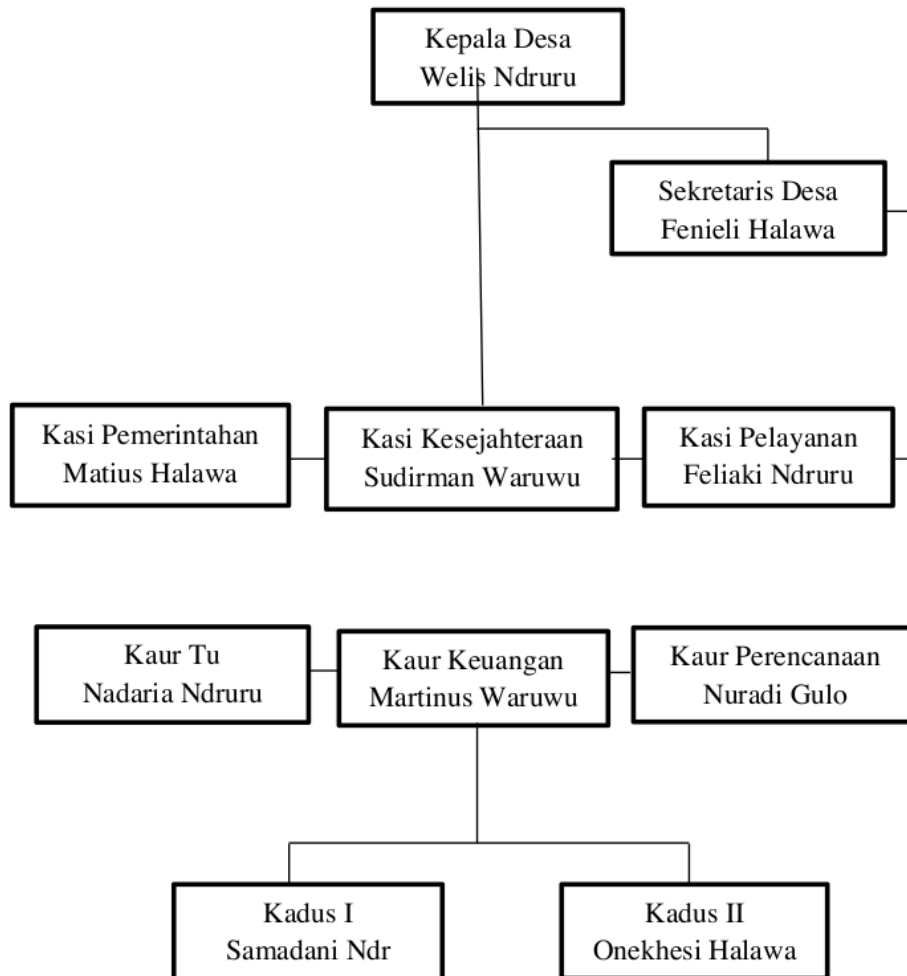 Kepala Desa
Welis Ndruru
Sekretaris Desa
Fenieli Halawa
Kasi Pemerintahan
Matius Halawa
Kasi Kesejahteraan
Sudirman Waruwu
Kasi Pelayanan
Feliaki Ndruru
Kaur Tu
Nadaria Ndruru
Kaur Keuangan
Martinus Waruwu
Kaur Perencanaan
Nuradi Gulo
Kadus I
Samadani Ndr
Kadus II
Onekhesi Halawa